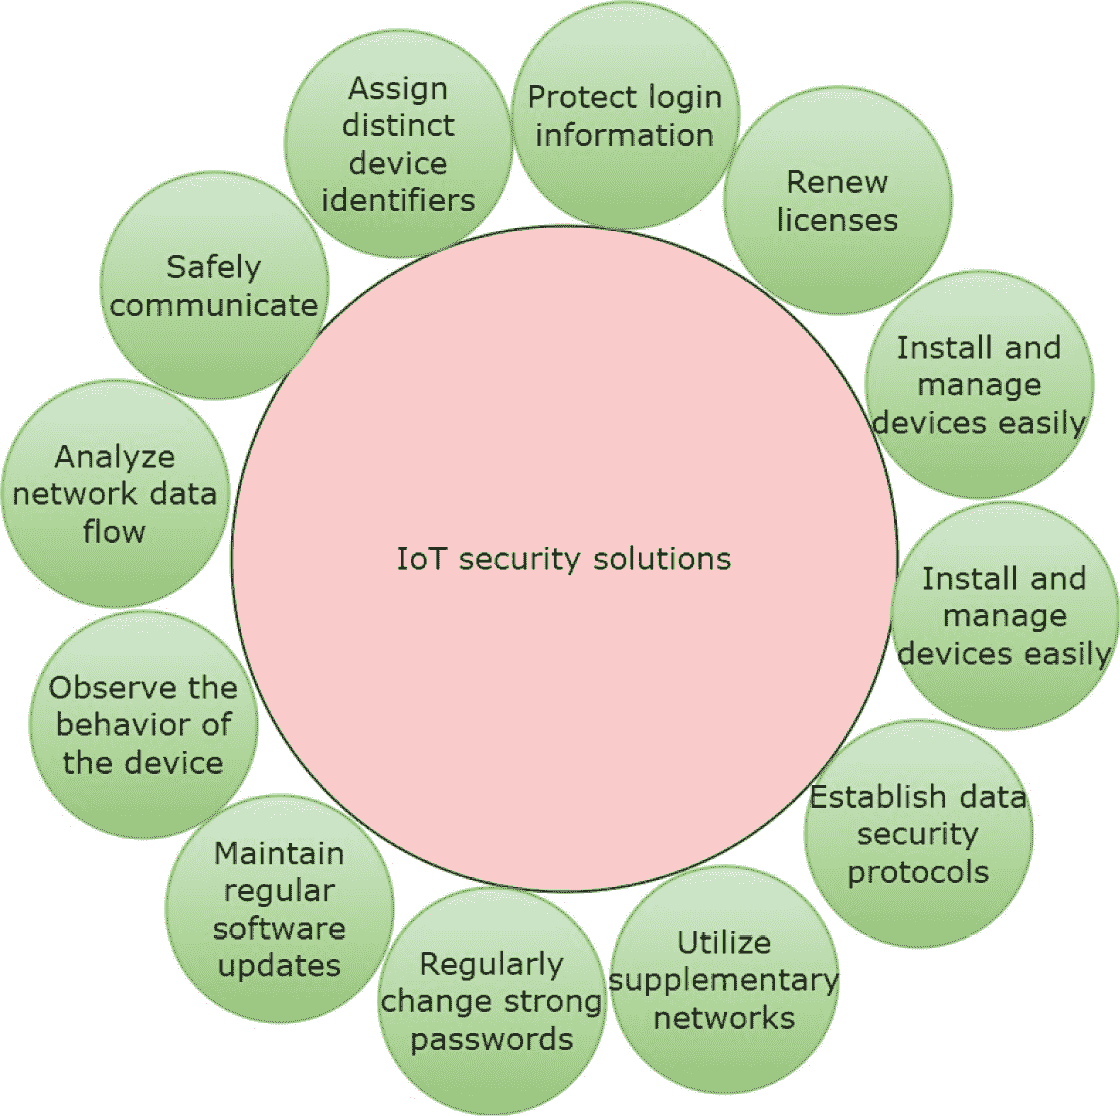 Assign
distinct
device
identifiers
Protect login
information
Renew
licenses
Safely
communicate
Install and
manage
devices easily
Analyze
network data
flow
IoT security solutions
Install and
manage
devices easily
Observe the
behavior of
the device
Establish data
security
protocols
Maintain
regular
software
updates
Regularly
change strong
passwords
Utilize
supplementary
networks